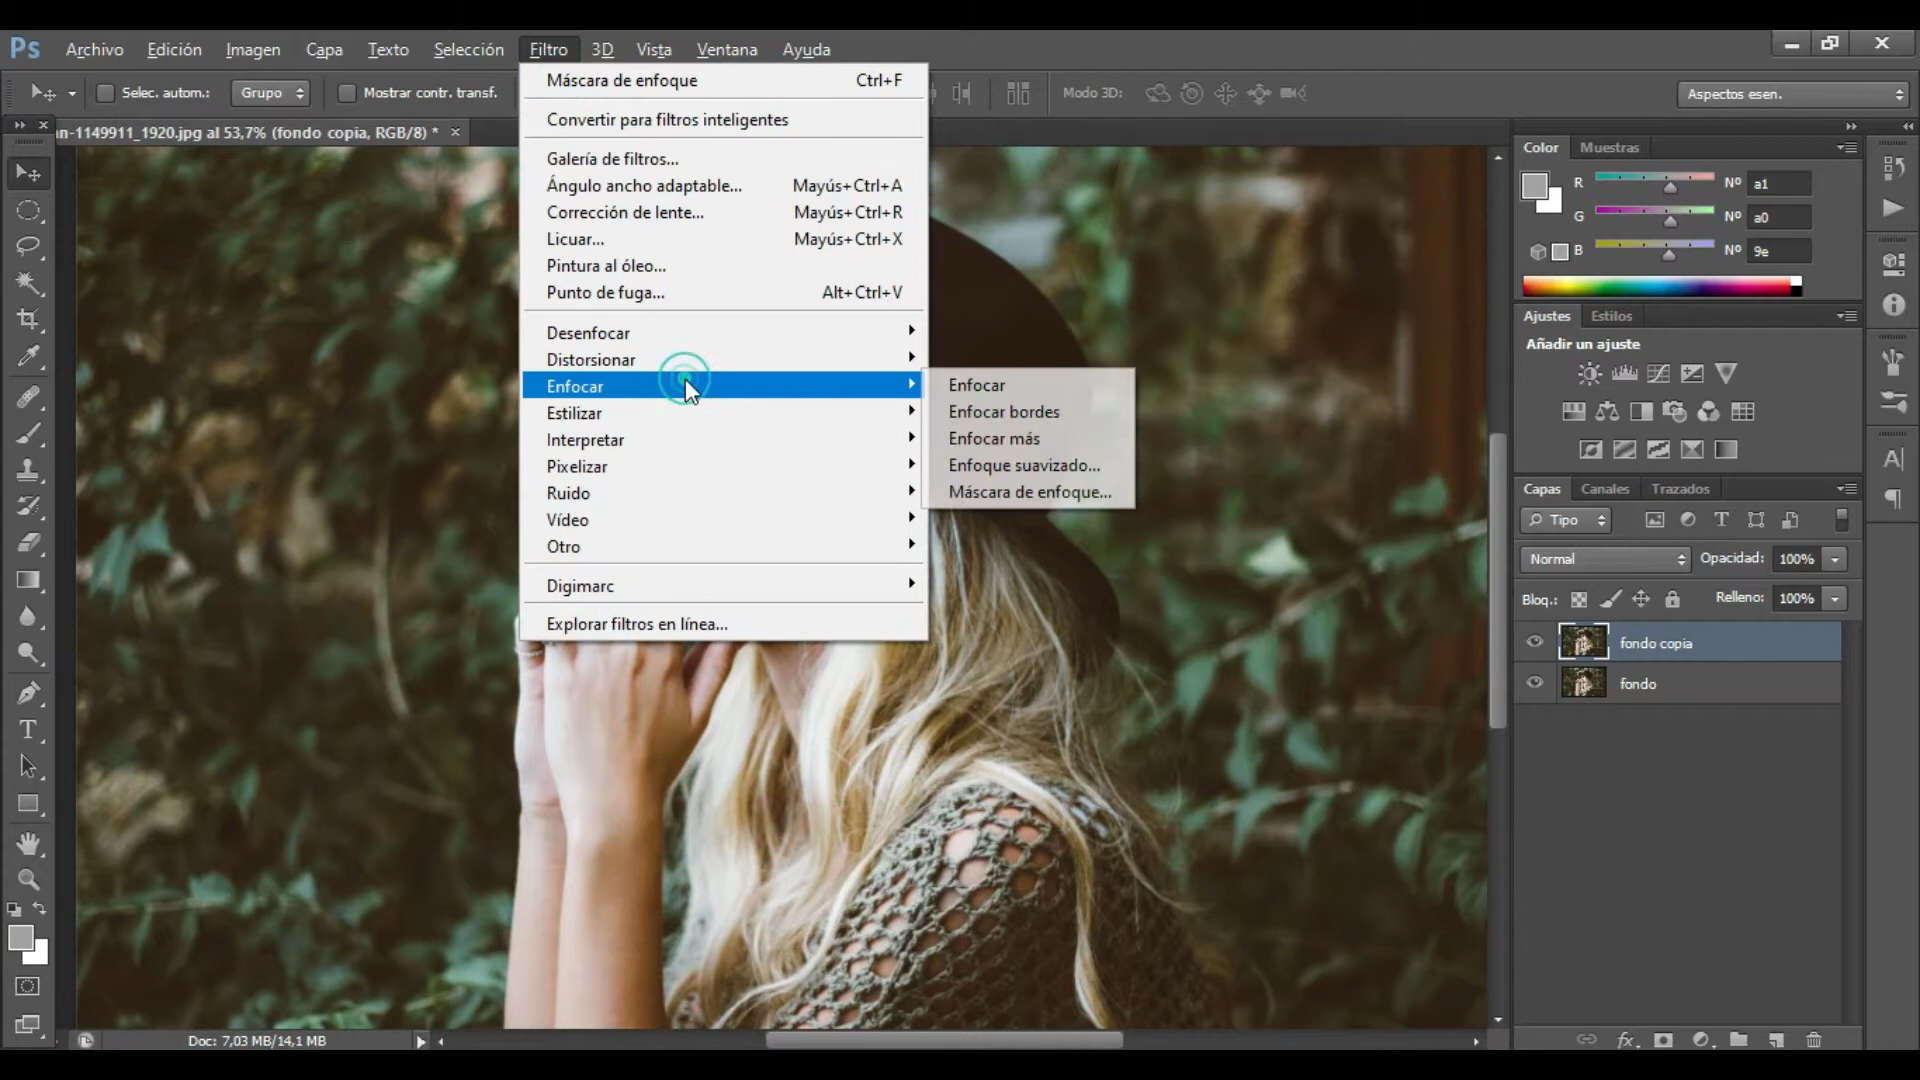 Ps Archivo Edición Imagen Capa Texto Selección Filtro 3D Vista Ventana Ayuda
Selec. autom.: Grupo Mostrar contr. transf. Modo 3D: Aspectos esen.
n-1149911_1920.jpg al 53,7% (fondo copia, RGB/8) *
Máscara de enfoque Ctrl+F
Convertir para filtros inteligentes
Galería de filtros...
Ángulo ancho adaptable... Mayús+Ctrl+A
Corrección de lente... Mayús+Ctrl+R
Licuar... Mayús+Ctrl+X
Pintura al óleo...
Punto de fuga... Alt+Ctrl+V
Desenfocar
Distorsionar
Enfocar
Estilizar
Interpretar
Pixelizar
Ruido
Vídeo
Otro
Digimarc
Explorar filtros en línea...
Enfocar
Enfocar bordes
Enfocar más
Enfoque suavizado...
Máscara de enfoque...
Color Muestras
R Nº a1
G Nº a0
B Nº 9e
Ajustes Estilos
Añadir un ajuste
Capas Canales Trazados
Tipo
Normal Opacidad: 100%
Bloq.: Relleno: 100%
fondo copia
fondo
Doc: 7,03 MB/14,1 MB